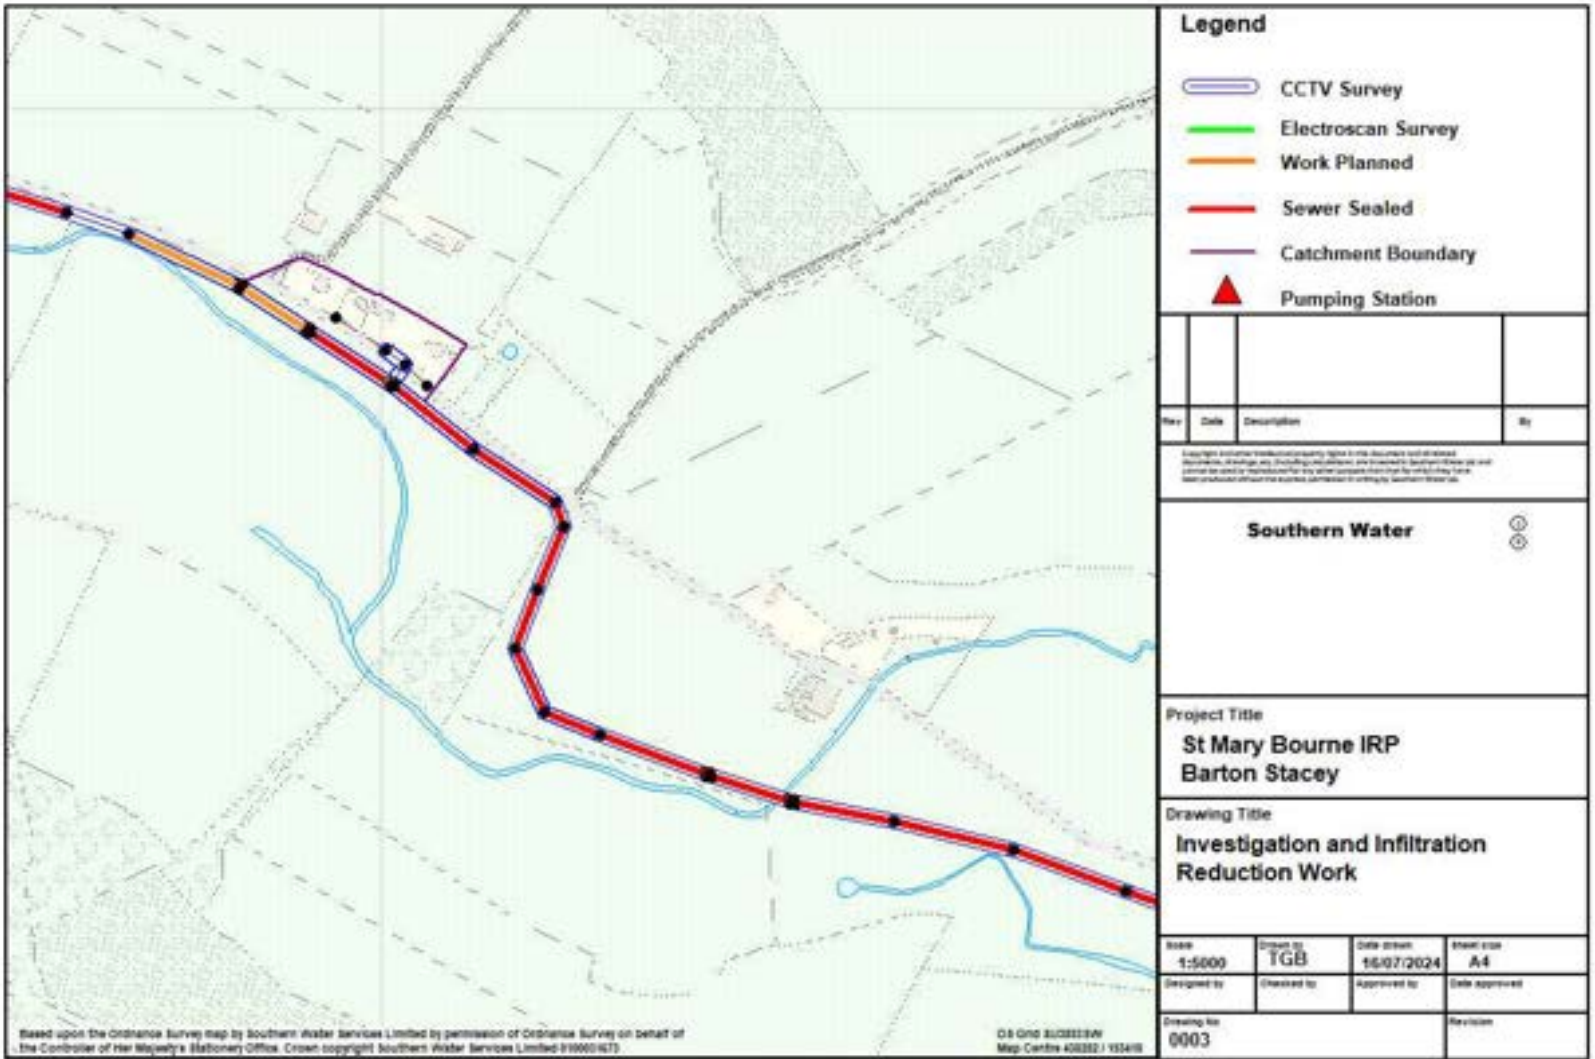 Legend
CCTV Survey
Electroscan Survey
Work Planned
Sewer Sealed
Catchment Boundary
Pumping Station
Rev Date Description By
Southern Water
Project Title
St Mary Bourne IRP
Barton Stacey
Drawing Title
Investigation and Infiltration
Reduction Work
Scale Drawn by Date drawn Sheet size
1:5000 TGB 16/07/2024 A4
Designed by Checked by Approved by Date approved
Drawing No Revision
0003
Based upon the Ordnance Survey map by Southern Water Services Limited by permission of Ordnance Survey on behalf of
the Controller of Her Majesty's Stationery Office. Crown copyright Southern Water Services Limited
OS Grid
Map Centre